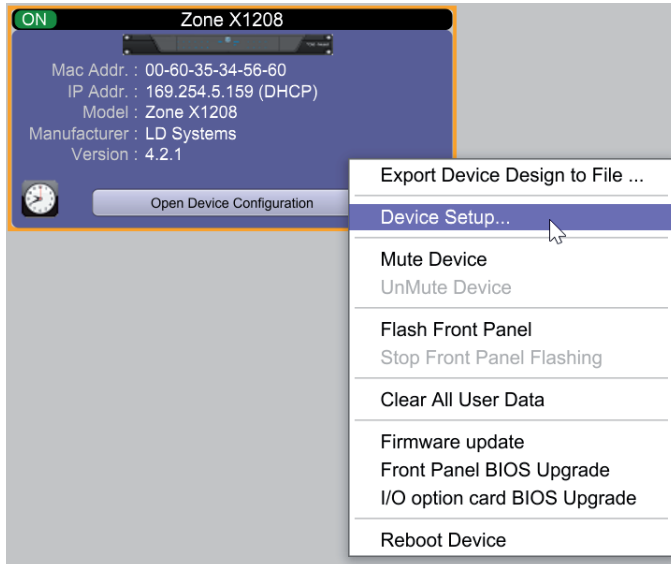 ON
Zone X1208
Mac Addr. : 00-60-35-34-56-60
IP Addr. : 169.254.5.159 (DHCP)
Model : Zone X1208
Manufacturer : LD Systems
Version : 4.2.1
Open Device Configuration
Export Device Design to File ...
Device Setup...
Mute Device
UnMute Device
Flash Front Panel
Stop Front Panel Flashing
Clear All User Data
Firmware update
Front Panel BIOS Upgrade
I/O option card BIOS Upgrade
Reboot Device